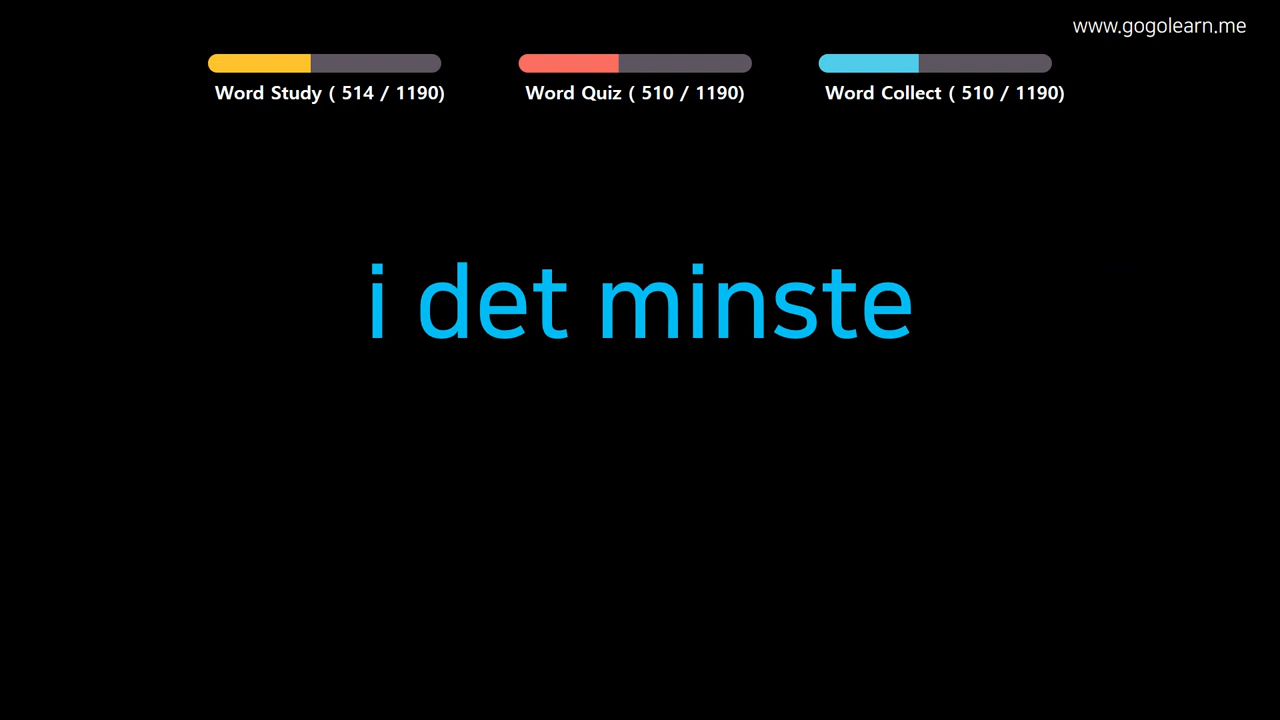 www.gogolearn.me
Word Study ( 514 / 1190)
Word Quiz ( 510 / 1190)
Word Collect ( 510 / 1190)
i det minste